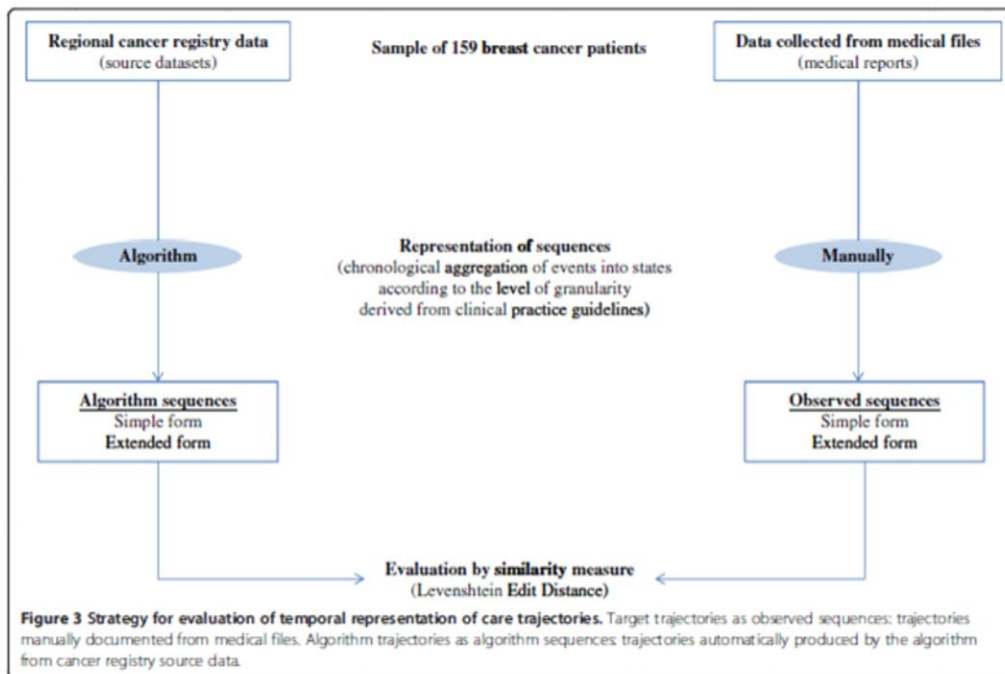 Regional cancer registry data
(source datasets)
Sample of 159 breast cancer patients
Data collected from medical files
(medical reports)
Algorithm
Representation of sequences
(chronological aggregation of events into states
according to the level of granularity
derived from clinical practice guidelines)
Manually
Algorithm sequences
Simple form
Extended form
Observed sequences
Simple form
Extended form
Evaluation by similarity measure
(Levenshtein Edit Distance)
Figure 3 Strategy for evaluation of temporal representation of care trajectories. Target trajectories as observed sequences: trajectories
manually documented from medical files. Algorithm trajectories as algorithm sequences: trajectories automatically produced by the algorithm
from cancer registry source data.